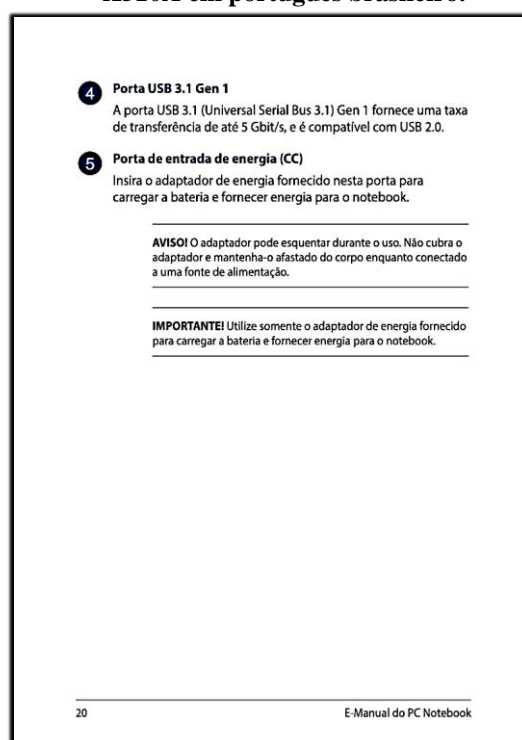 em português brasileiro.
4 Porta USB 3.1 Gen 1
A porta USB 3.1 (Universal Serial Bus 3.1) Gen 1 fornece uma taxa
de transferência de até 5 Gbit/s, e é compatível com USB 2.0.
5 Porta de entrada de energia (CC)
Insira o adaptador de energia fornecido nesta porta para
carregar a bateria e fornecer energia para o notebook.
AVISO! O adaptador pode esquentar durante o uso. Não cubra o
adaptador e mantenha-o afastado do corpo enquanto conectado
a uma fonte de alimentação.
IMPORTANTE! Utilize somente o adaptador de energia fornecido
para carregar a bateria e fornecer energia para o notebook.
20 E-Manual do PC Notebook